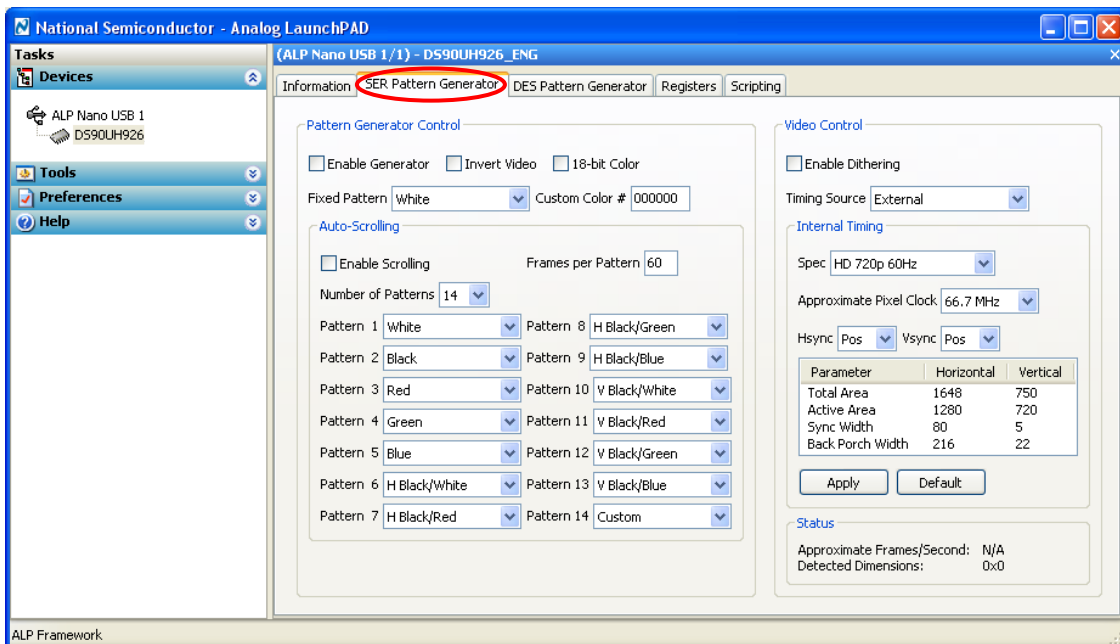 National Semiconductor - Analog LaunchPAD
Tasks
Devices
ALP Nano USB 1
DS90UH926
Tools
Preferences
Help
(ALP Nano USB 1/1) - DS90UH926_ENG
Information SER Pattern Generator DES Pattern Generator Registers Scripting
Pattern Generator Control
Enable Generator Invert Video 18-bit Color
Fixed Pattern White Custom Color # 000000
Auto-Scrolling
Enable Scrolling Frames per Pattern 60
Number of Patterns 14
Pattern 1 White Pattern 8 H Black/Green
Pattern 2 Black Pattern 9 H Black/Blue
Pattern 3 Red Pattern 10 V Black/White
Pattern 4 Green Pattern 11 V Black/Red
Pattern 5 Blue Pattern 12 V Black/Green
Pattern 6 H Black/White Pattern 13 V Black/Blue
Pattern 7 H Black/Red Pattern 14 Custom
Video Control
Enable Dithering
Timing Source External
Internal Timing
Spec HD 720p 60Hz
Approximate Pixel Clock 66.7 MHz
Hsync Pos Vsync Pos
Parameter Horizontal Vertical
Total Area 1648 750
Active Area 1280 720
Sync Width 80 5
Back Porch Width 216 22
Apply Default
Status
Approximate Frames/Second: N/A
Detected Dimensions: 0x0
ALP Framework